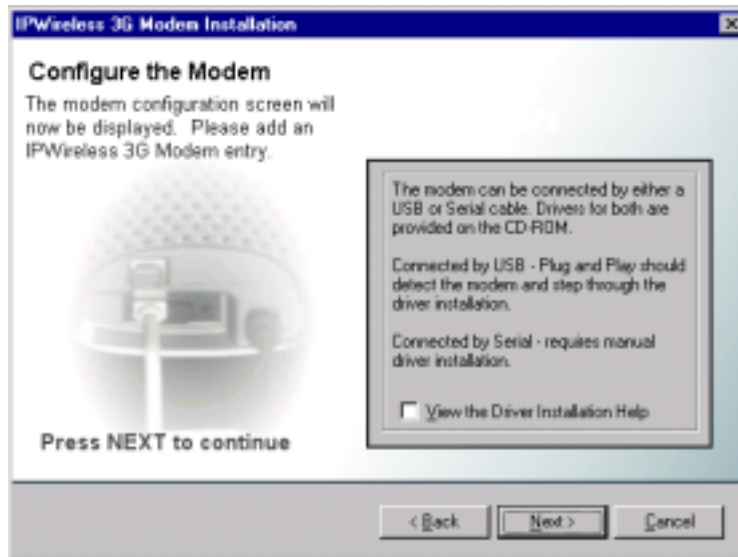 IPWireless 3G Modem Installation
Configure the Modem
The modem configuration screen will
now be displayed. Please add an
IPWireless 3G Modem entry.
The modem can be connected by either a
USB or Serial cable. Drivers for both are
provided on the CD-ROM.
Connected by USB - Plug and Play should
detect the modem and step through the
driver installation.
Connected by Serial - requires manual
driver installation.
View the Driver Installation Help
Press NEXT to continue
< Back
Next >
Cancel